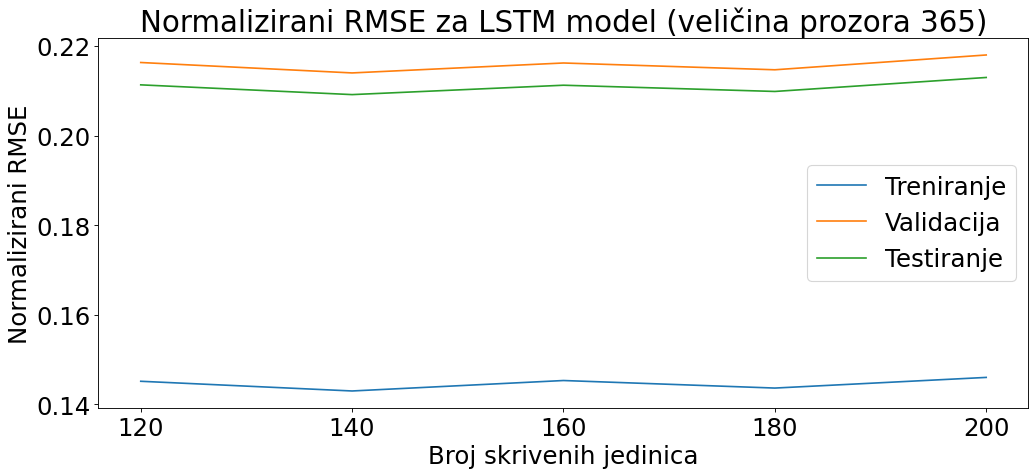 Normalizirani RMSE za LSTM model (veličina prozora 365)
Normalizirani RMSE
0.22
0.20
0.18
0.16
0.14
Treniranje
Validacija
Testiranje
120 140 160 180 200
Broj skrivenih jedinica